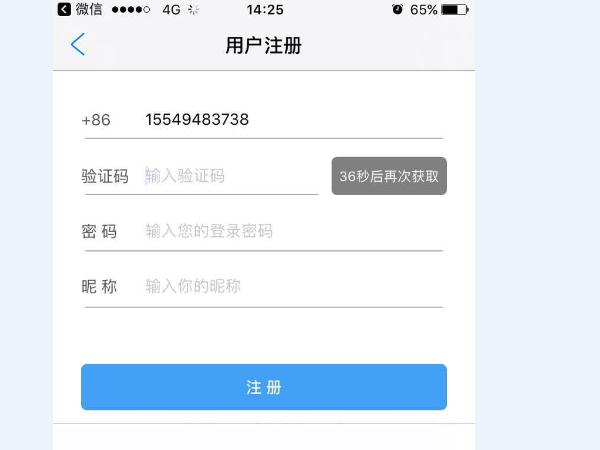 微信 4G 14:25 65%
用户注册
+86 15549483738
验证码 输入验证码 36秒后再次获取
密 码 输入您的登录密码
昵 称 输入你的昵称
注 册